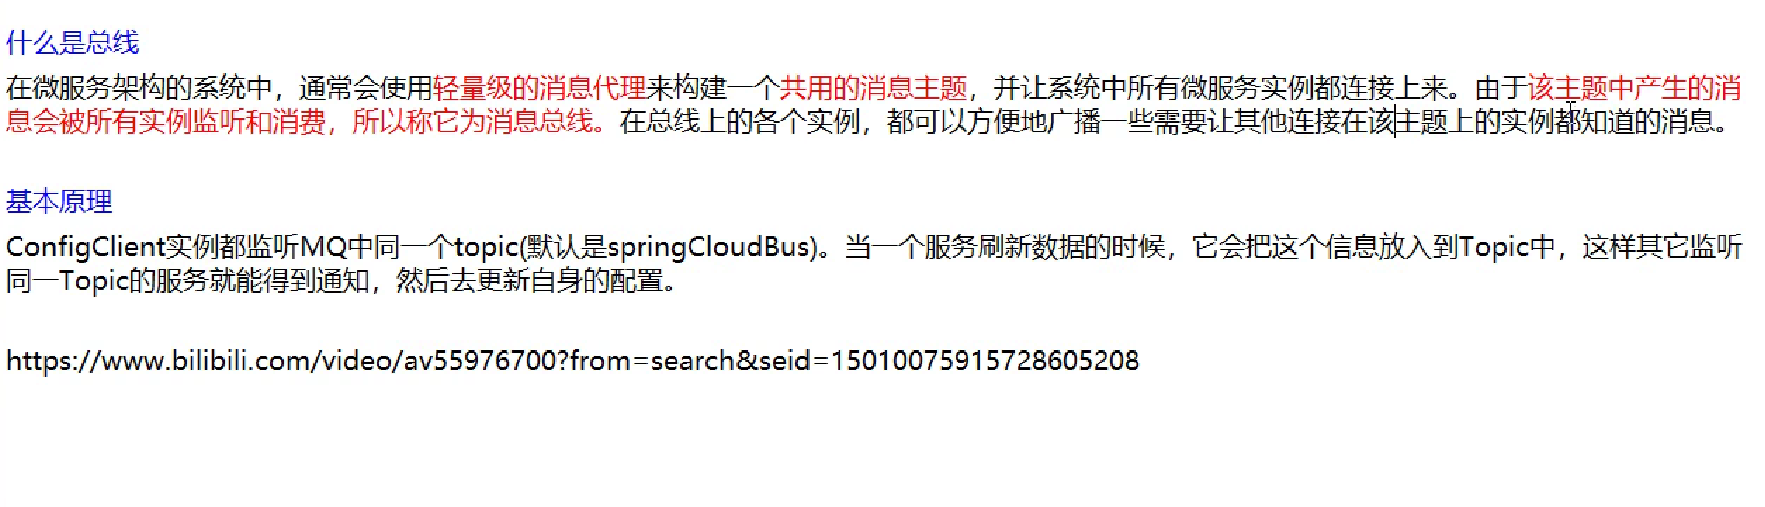 什么是总线
在微服务架构的系统中，通常会使用轻量级的消息代理来构建一个共用的消息主题，并让系统中所有微服务实例都连接上来。由于该主题中产生的消
息会被所有实例监听和消费，所以称它为消息总线。在总线上的各个实例，都可以方便地广播一些需要让其他连接在该主题上的实例都知道的消息。
基本原理
ConfigClient实例都监听MQ中同一个topic(默认是springCloudBus)。当一个服务刷新数据的时候，它会把这个信息放入到Topic中，这样其它监听
同一Topic的服务就能得到通知，然后去更新自身的配置。
https://www.bilibili.com/video/av55976700?from=search&seid=15010075915728605208